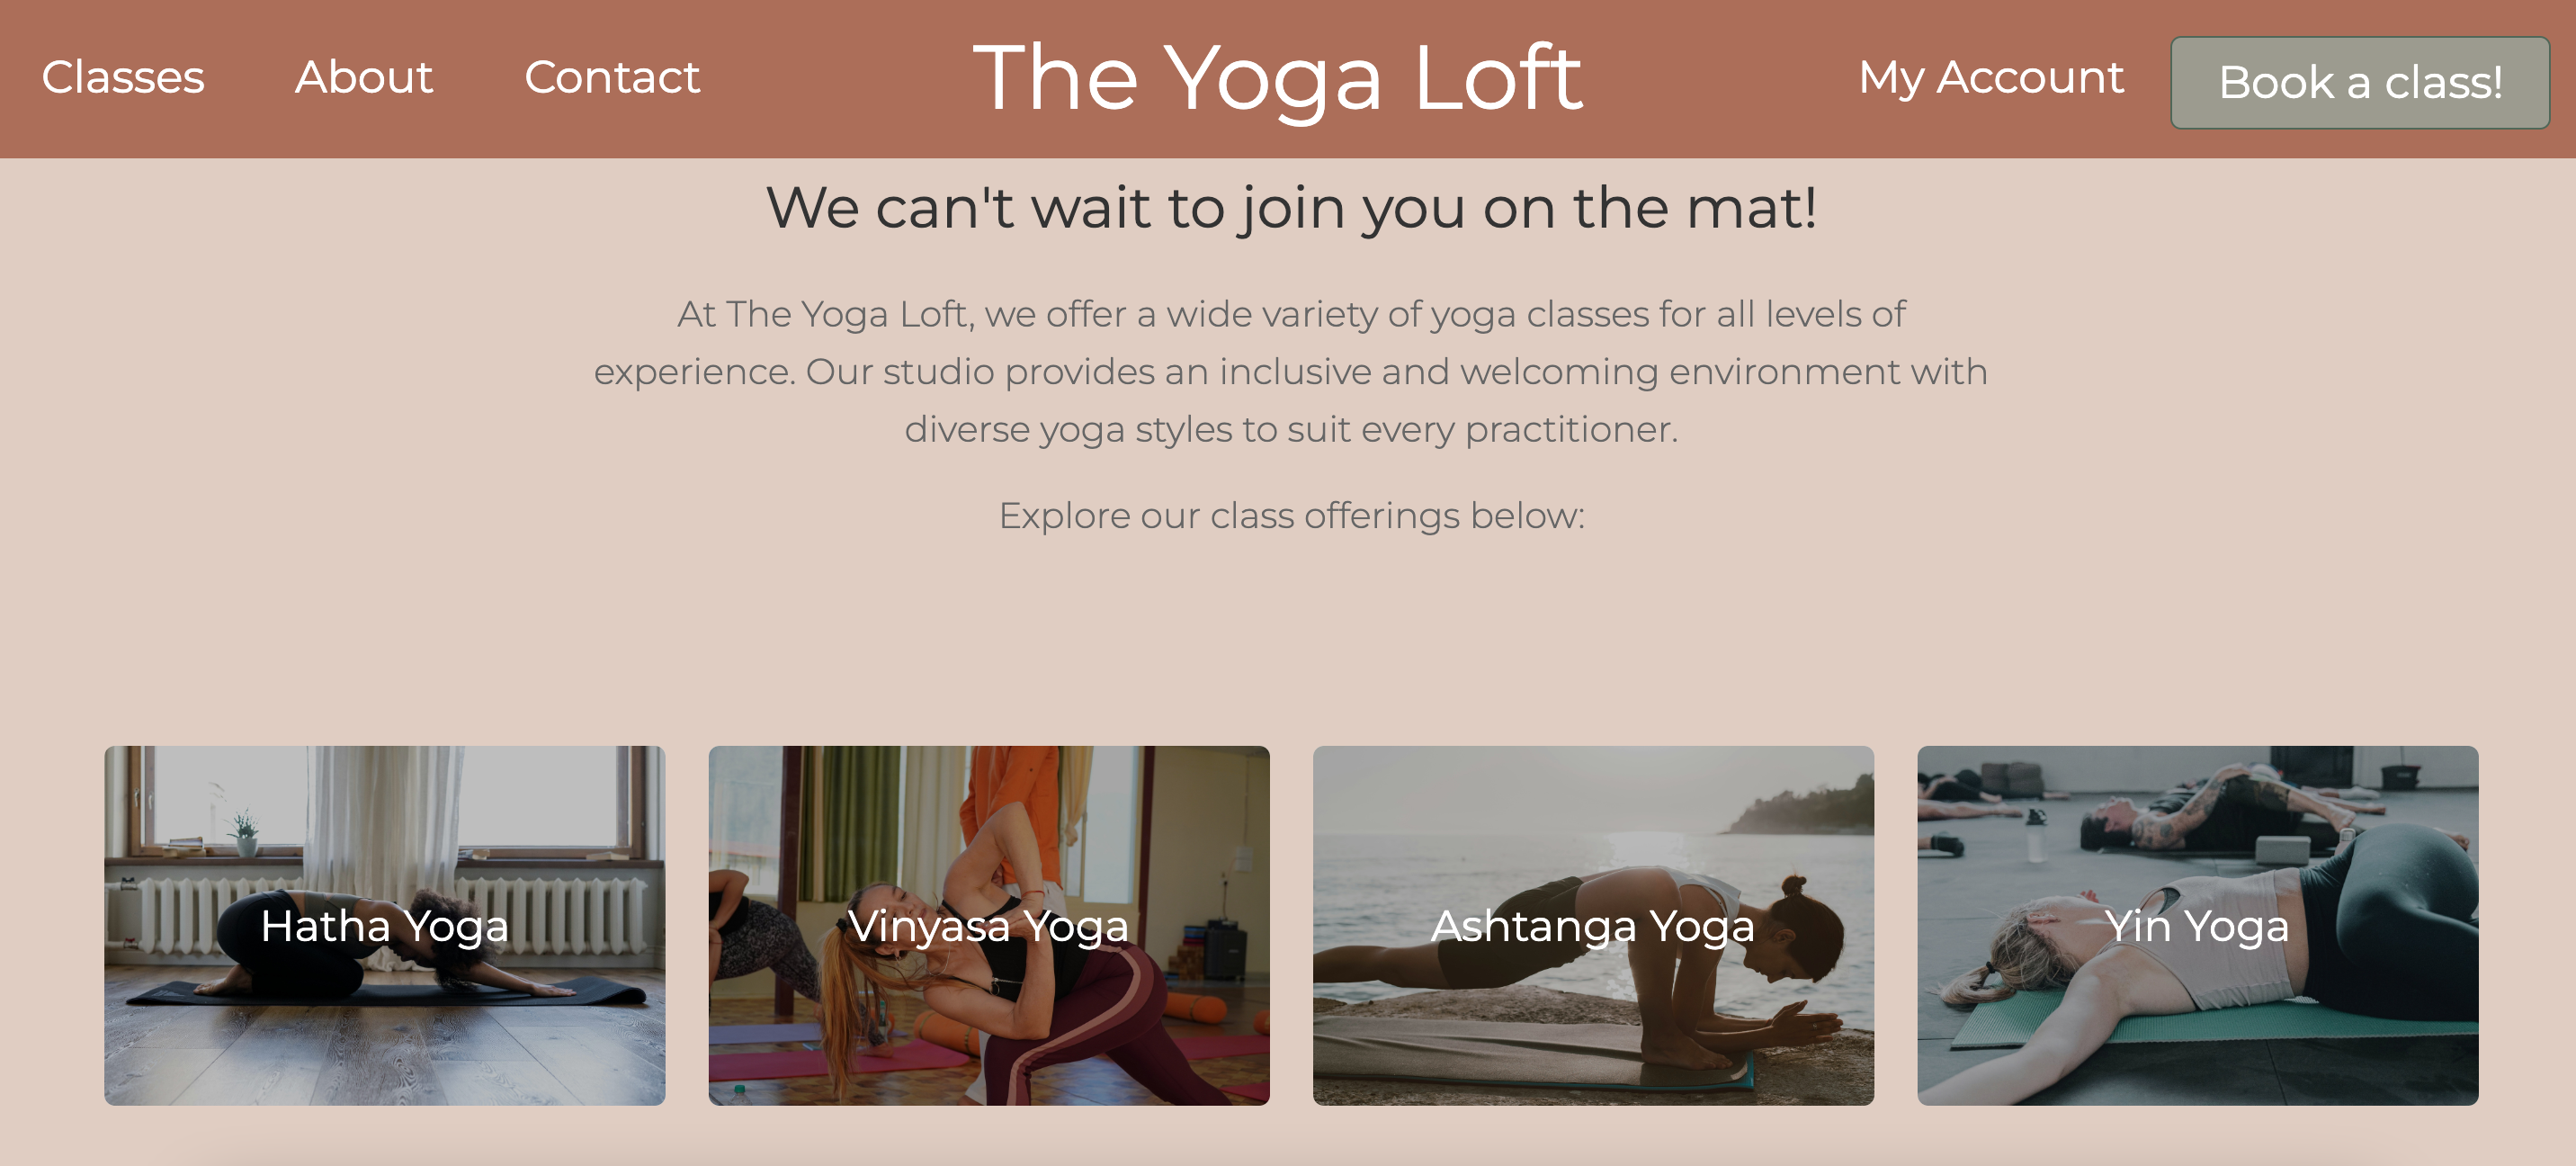 Classes About Contact The Yoga Loft My Account Book a class!
We can't wait to join you on the mat!
At The Yoga Loft, we offer a wide variety of yoga classes for all levels of
experience. Our studio provides an inclusive and welcoming environment with
diverse yoga styles to suit every practitioner.
Explore our class offerings below:
Hatha Yoga
Vinyasa Yoga
Ashtanga Yoga
Yin Yoga